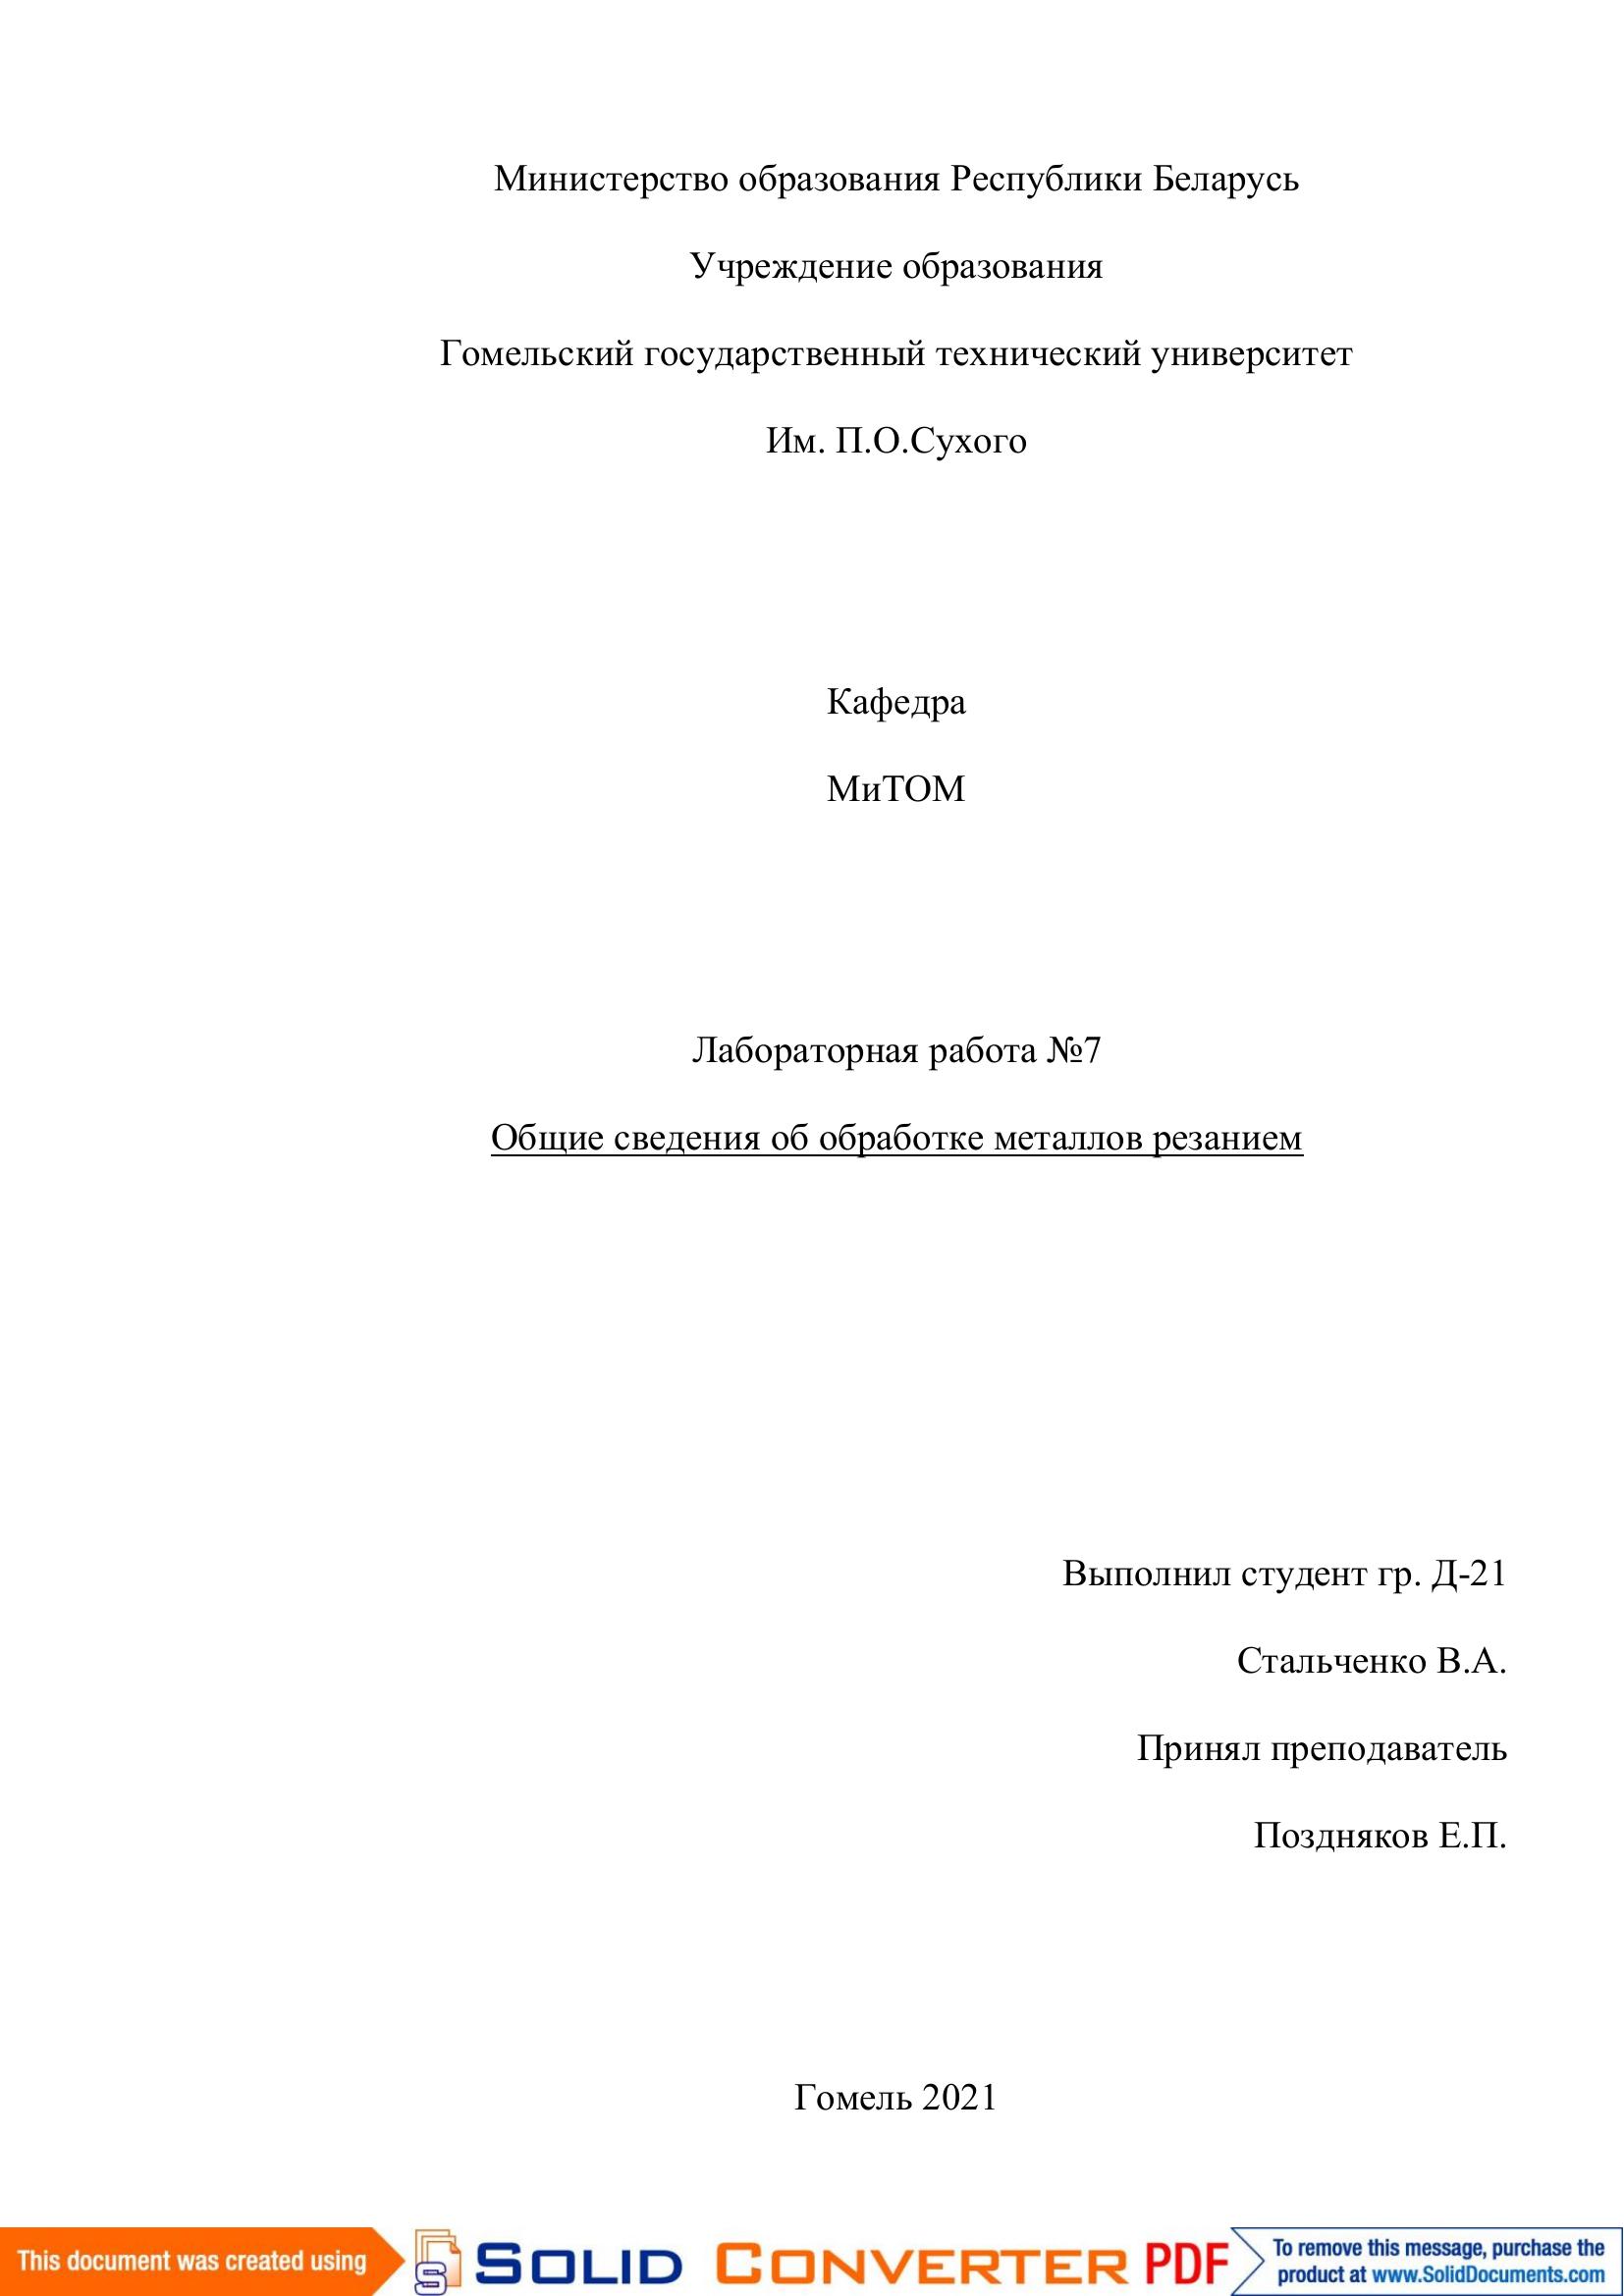 Министерство образования Республики Беларусь
Учреждение образования
Гомельский государственный технический университет
Им. П.О.Сухого
Кафедра
МиТОМ
Лабораторная работа №7
Общие сведения об обработке металлов резанием
Выполнил студент гр. Д-21
Стальченко В.А.
Принял преподаватель
Поздняков Е.П.
Гомель 2021
This document was created using
SOLID CONVERTER PDF
To remove this message, purchase the
product at www.SolidDocuments.com